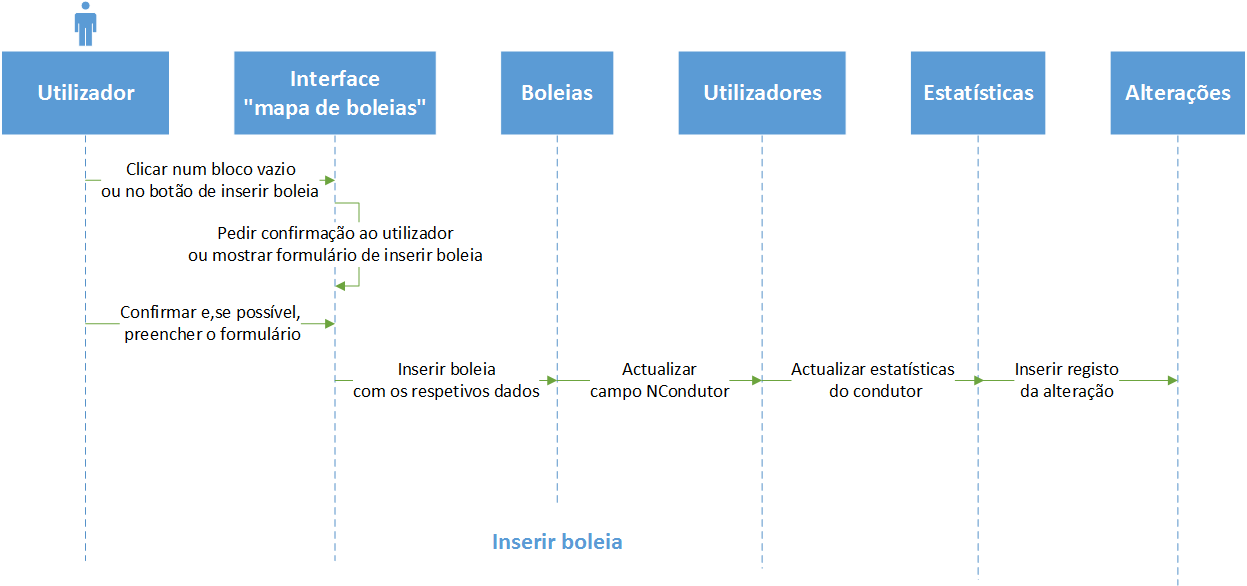 Utilizador
Interface
"mapa de boleias"
Boleias
Utilizadores
Estatísticas
Alterações
Clicar num bloco vazio
ou no botão de inserir boleia
Pedir confirmação ao utilizador
ou mostrar formulário de inserir boleia
Confirmar e,se possível,
preencher o formulário
Inserir boleia
com os respetivos dados
Actualizar
campo NCondutor
Actualizar estatísticas
do condutor
Inserir registo
da alteração
Inserir boleia